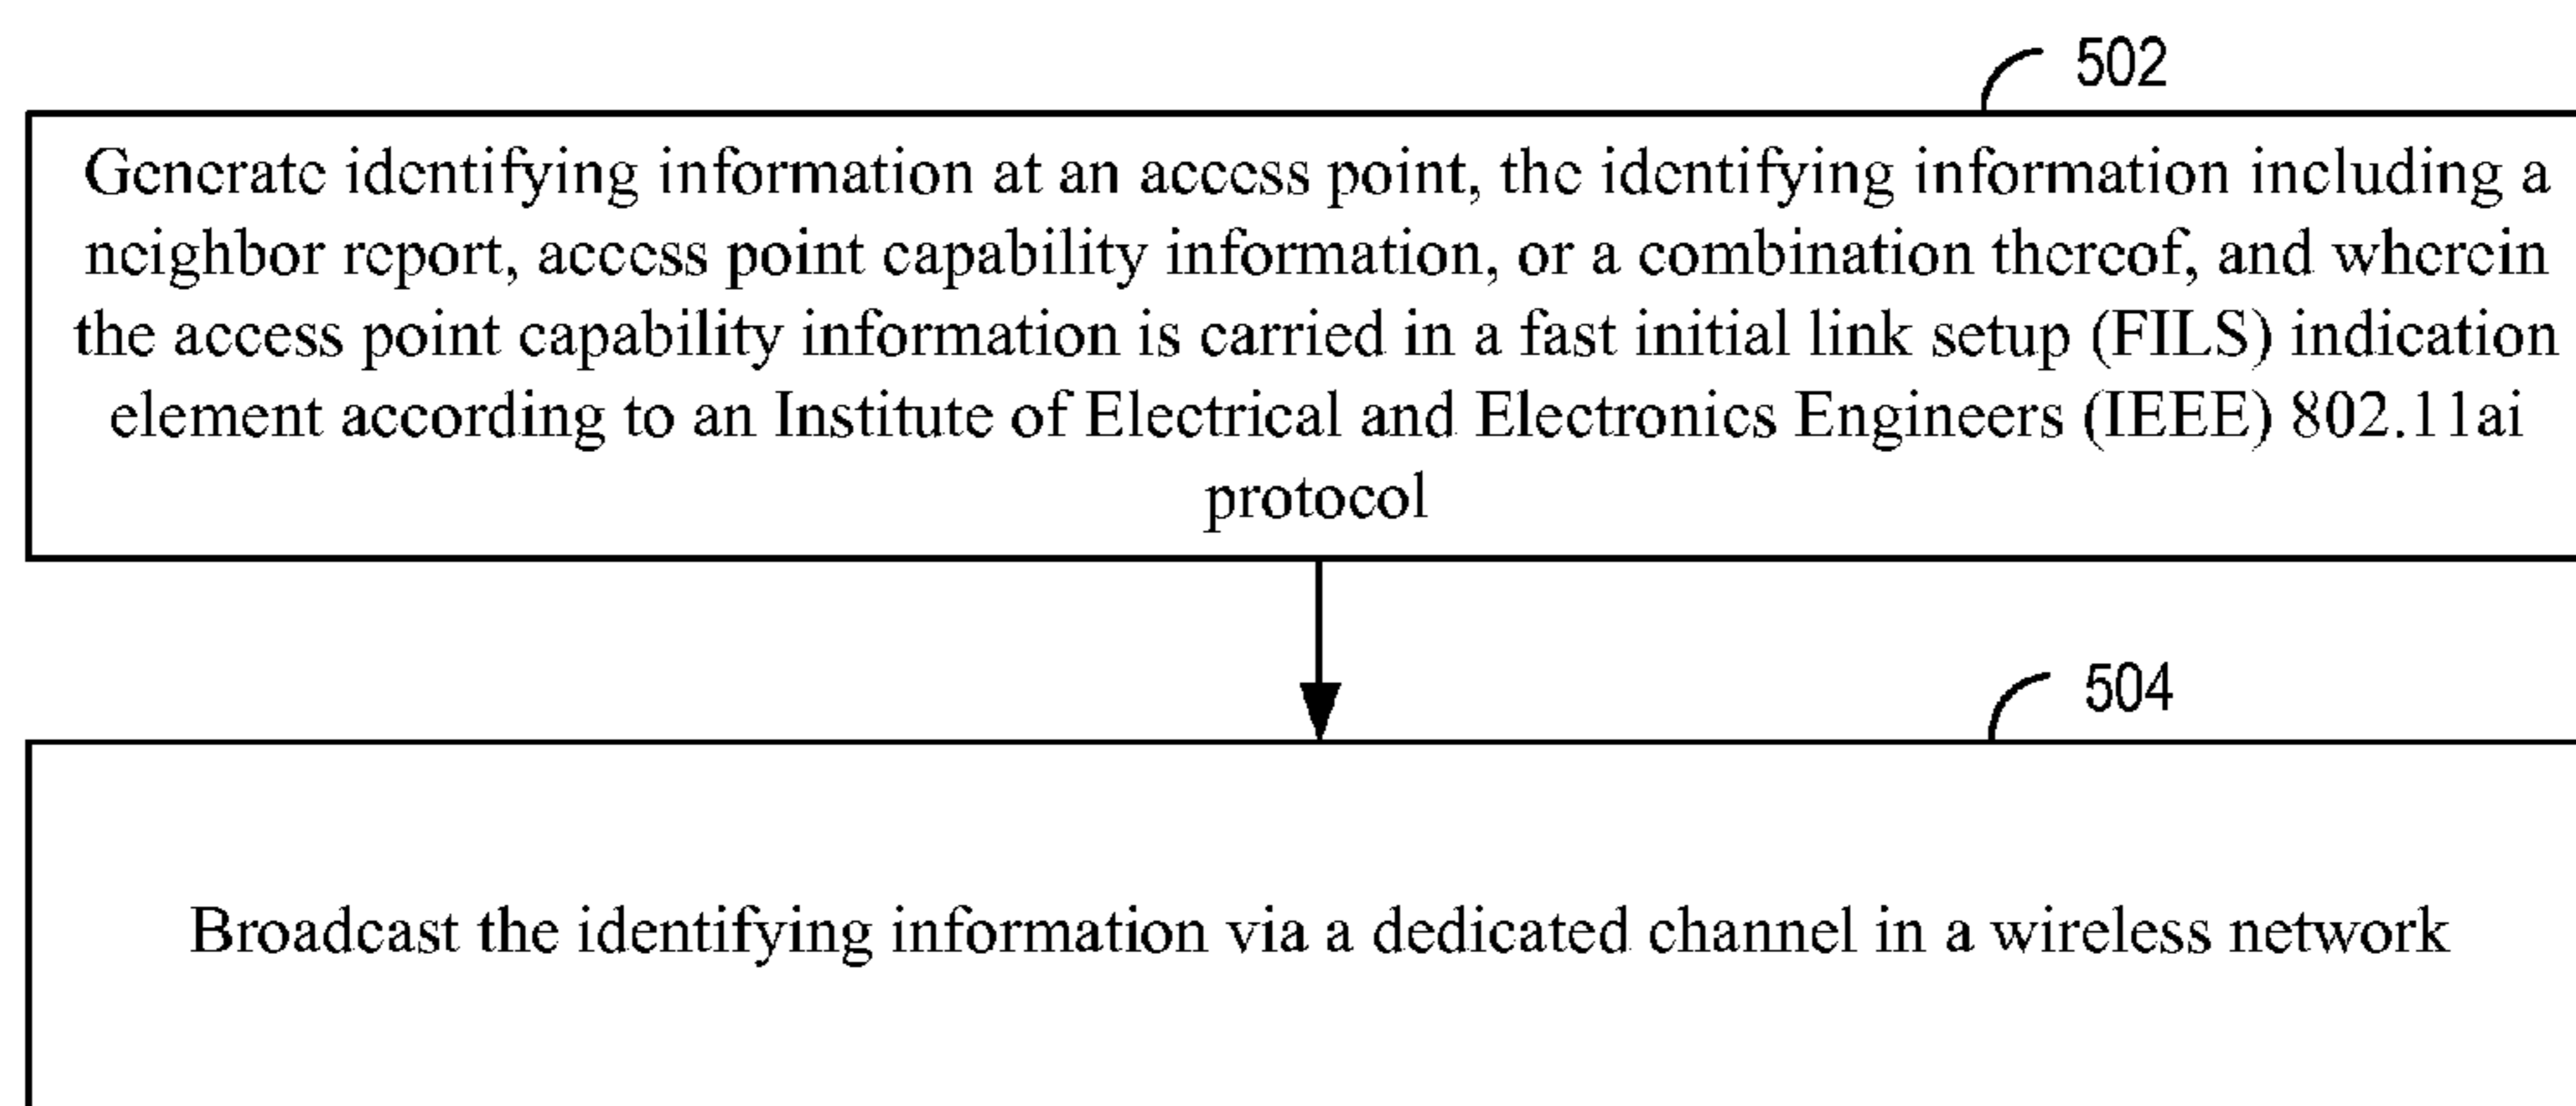 502
Generate identifying information at an access point, the identifying information including a
neighbor report, access point capability information, or a combination thereof, and wherein
the access point capability information is carried in a fast initial link setup (FILS) indication
element according to an Institute of Electrical and Electronics Engineers (IEEE) 802.11ai
protocol
504
Broadcast the identifying information via a dedicated channel in a wireless network